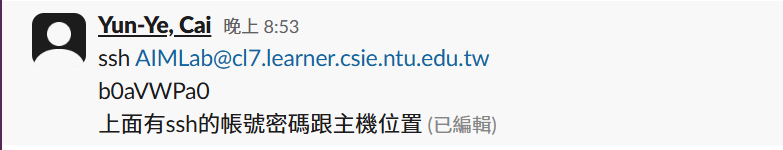 Yun-Ye, Cai 晚上 8:53
ssh AIMLab@cl7.learner.csie.ntu.edu.tw
b0aVWPa0
上面有ssh的帳號密碼跟主機位置 (已編輯)